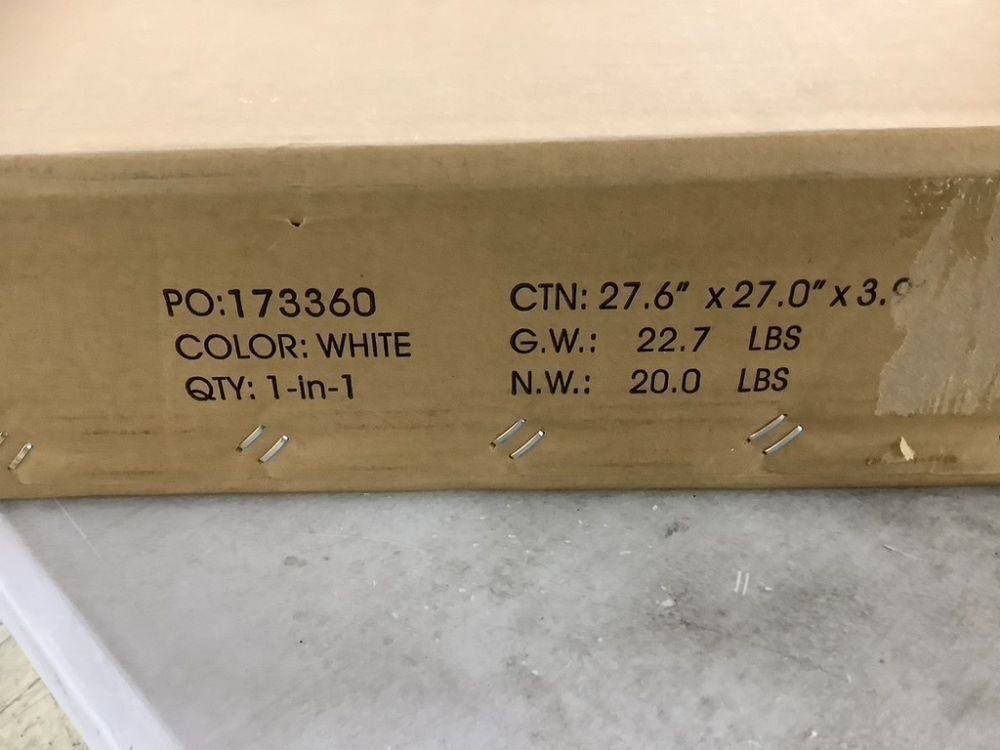 PO:173360
COLOR: WHITE
QTY: 1-in-1
CTN: 27.6" x 27.0" x
G.W.: 22.7 LBS
N.W.: 20.0 LBS